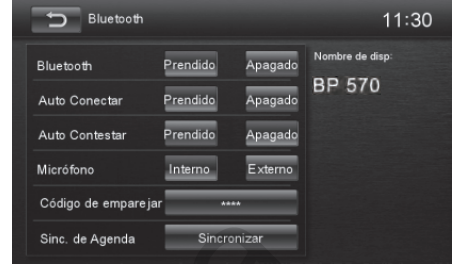 Bluetooth 11:30
Bluetooth Prendido Apagado
Nombre de disp:
BP 570
Auto Conectar Prendido Apagado
Auto Contestar Prendido Apagado
Micrófono Interno Externo
Código de emparejar ****
Sinc. de Agenda Sincronizar